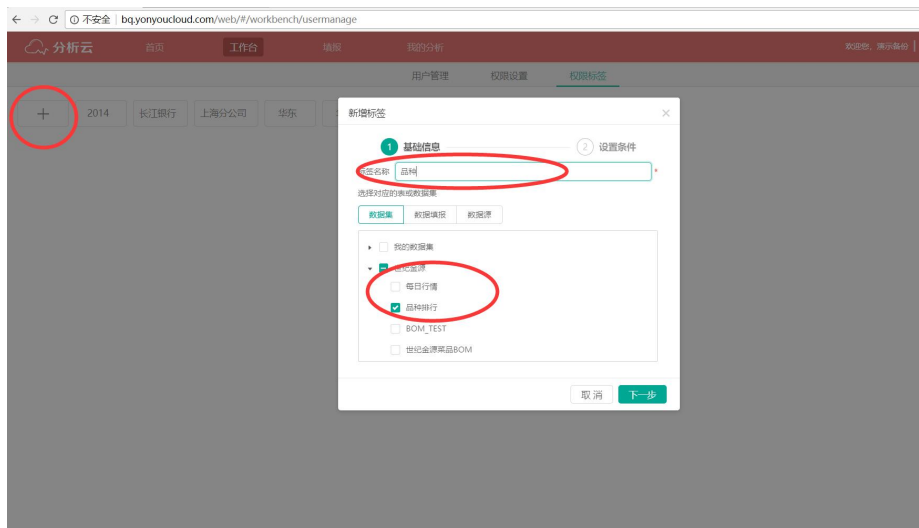 不安全 | bq.yonyoucloud.com/web/#/workbench/usermanage
分析云 首页 工作台 填报 我的分析 欢迎您，演示备份
用户管理 权限设置 权限标签
2014 长江银行 上海分公司 华东
新增标签
1 基础信息 2 设置条件
标签名称 品种 *
选择对应的表或数据集
数据集 数据填报 数据源
我的数据集
世纪金源
每日行情
品种排行
BOM_TEST
世纪金源菜品BOM
取消 下一步